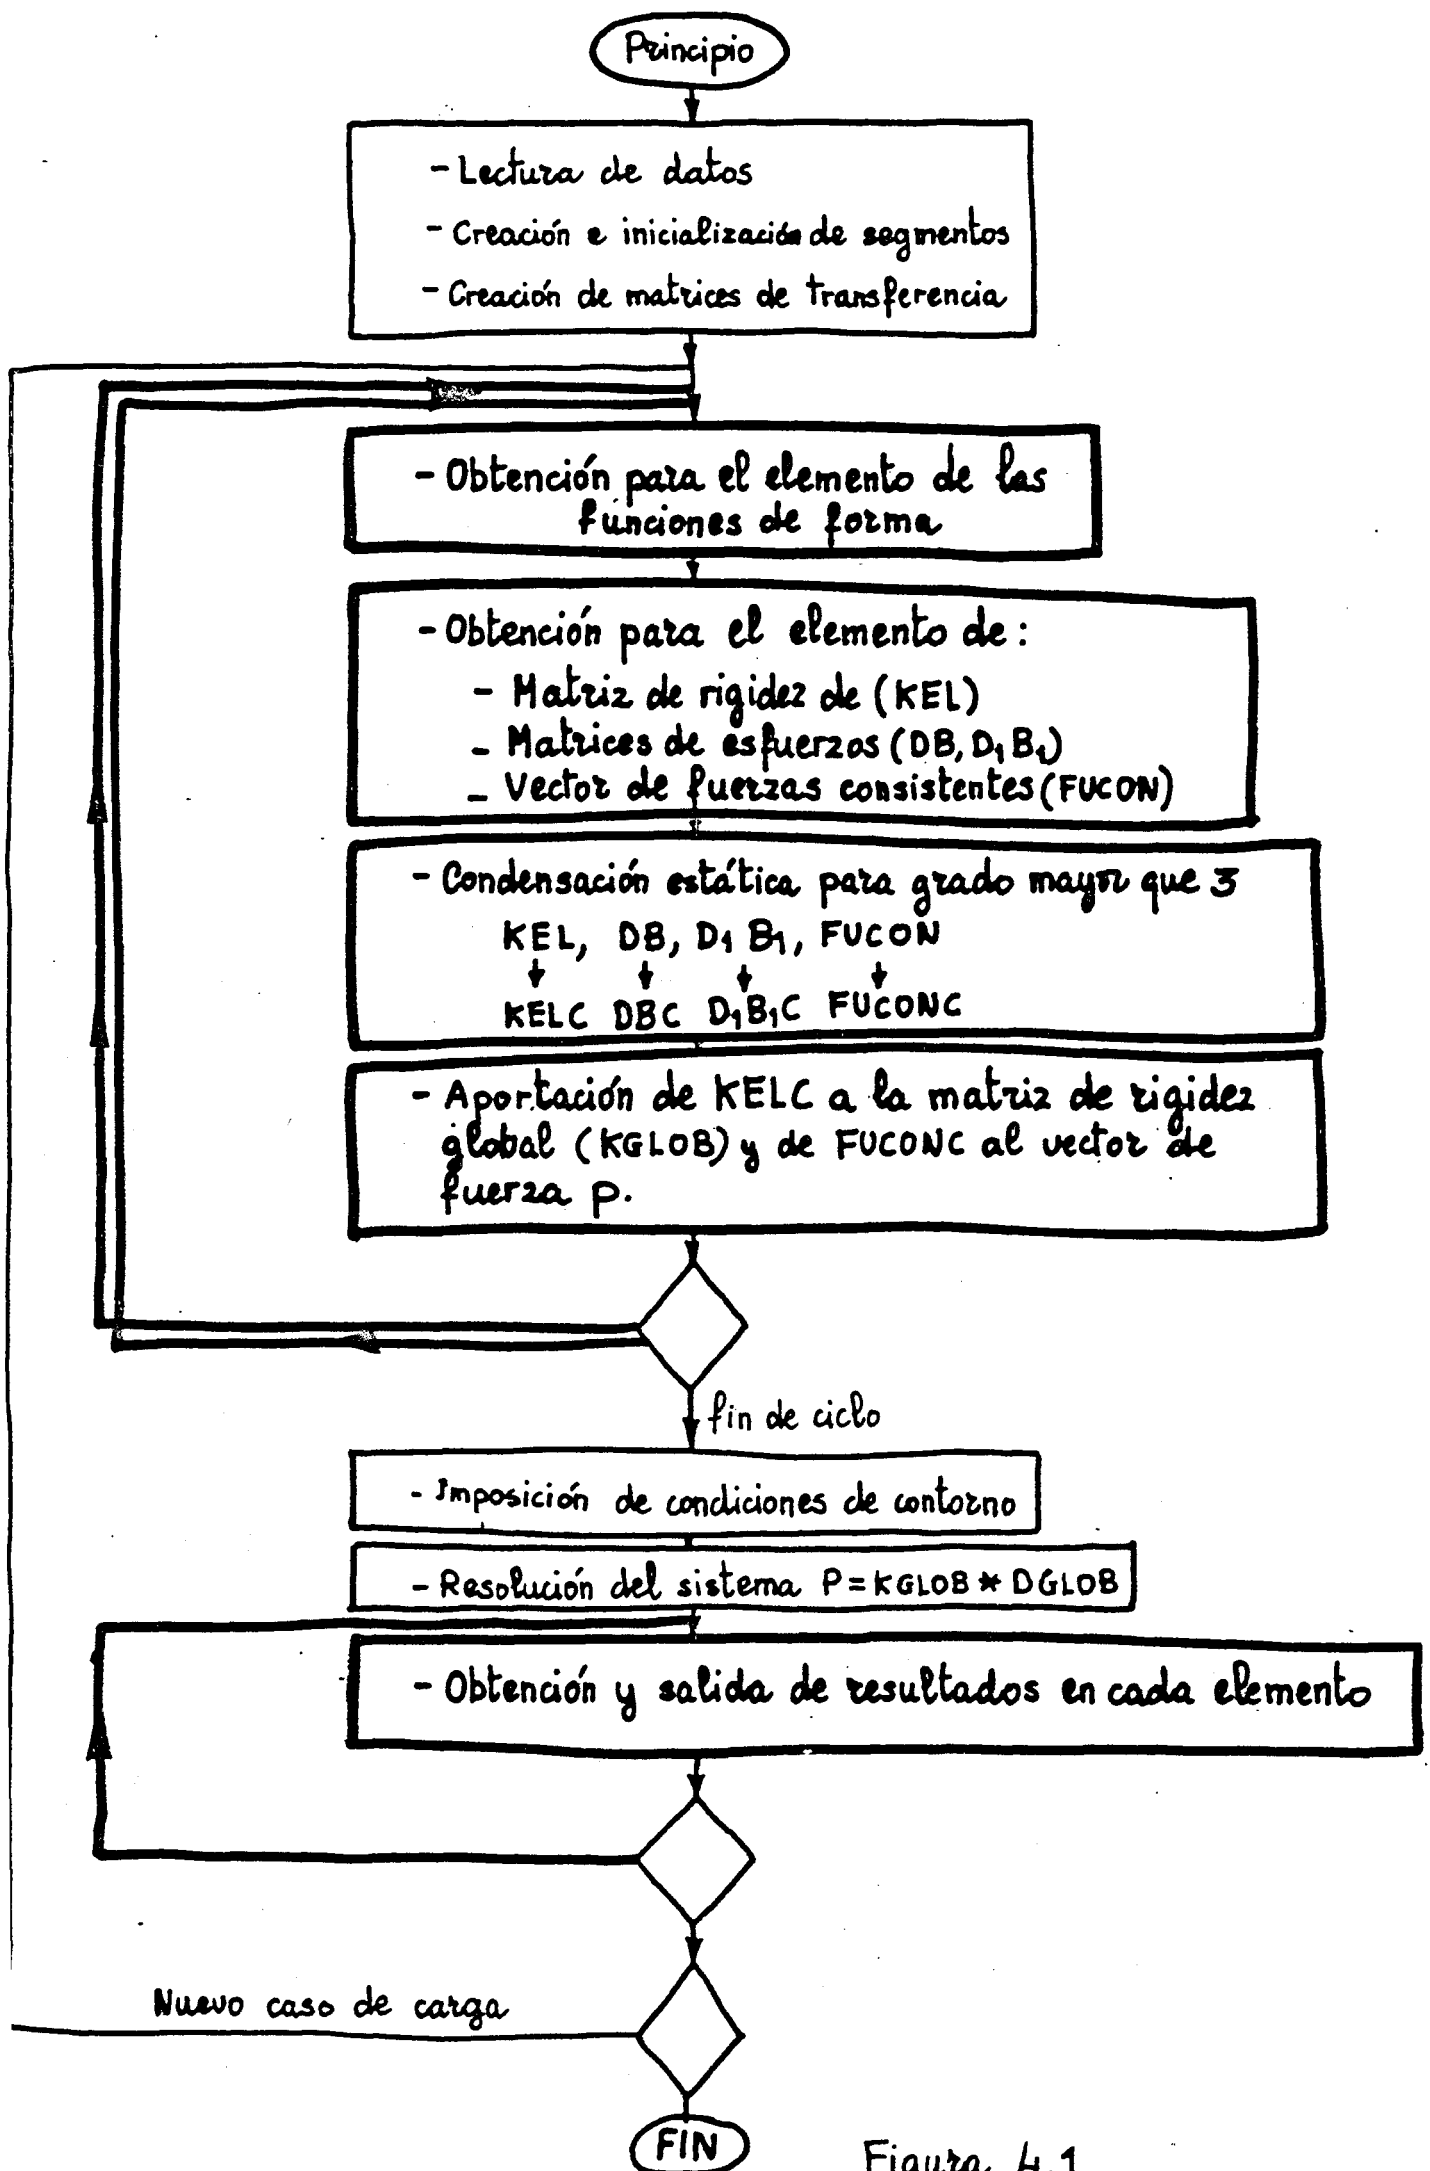 Principio
- Lectura de datos
- Creación e inicialización de segmentos
- Creación de matrices de transferencia
- Obtención para el elemento de las
funciones de forma
- Obtención para el elemento de:
- Matriz de rigidez de (KEL)
- Matrices de esfuerzos (DB, D₁ B₁)
- Vector de fuerzas consistentes (FUCON)
- Condensación estática para grado mayor que 3
KEL, DB, D₁ B₁, FUCON
KELC DBC D₁B₁C FUCONC
- Aportación de KELC a la matriz de rigidez
global (KGLOB) y de FUCONC al vector de
fuerza P.
fin de ciclo
- Imposición de condiciones de contorno
- Resolución del sistema P = KGLOB * DGLOB
- Obtención y salida de resultados en cada elemento
Nuevo caso de carga
FIN
Figura 4.1